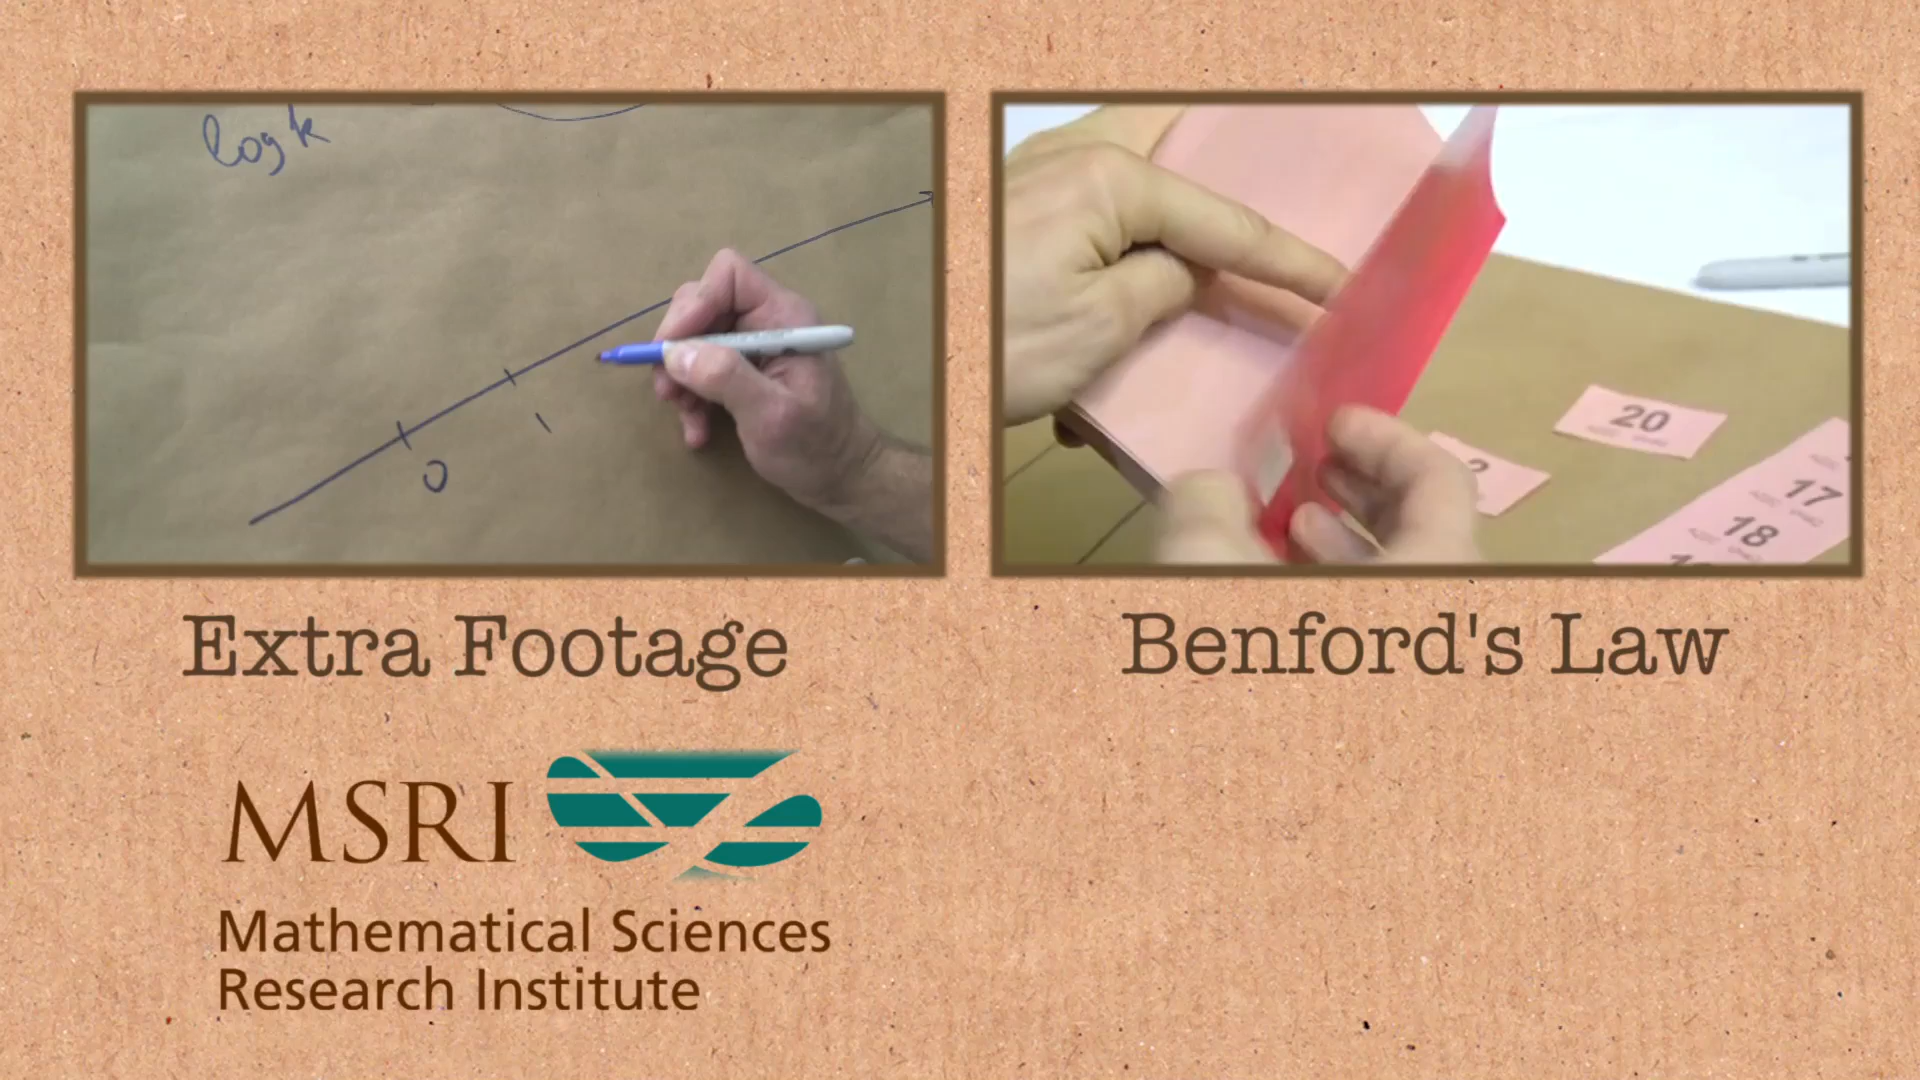 log k
0
1
20
17
18
Extra Footage
Benford's Law
MSRI
Mathematical Sciences
Research Institute